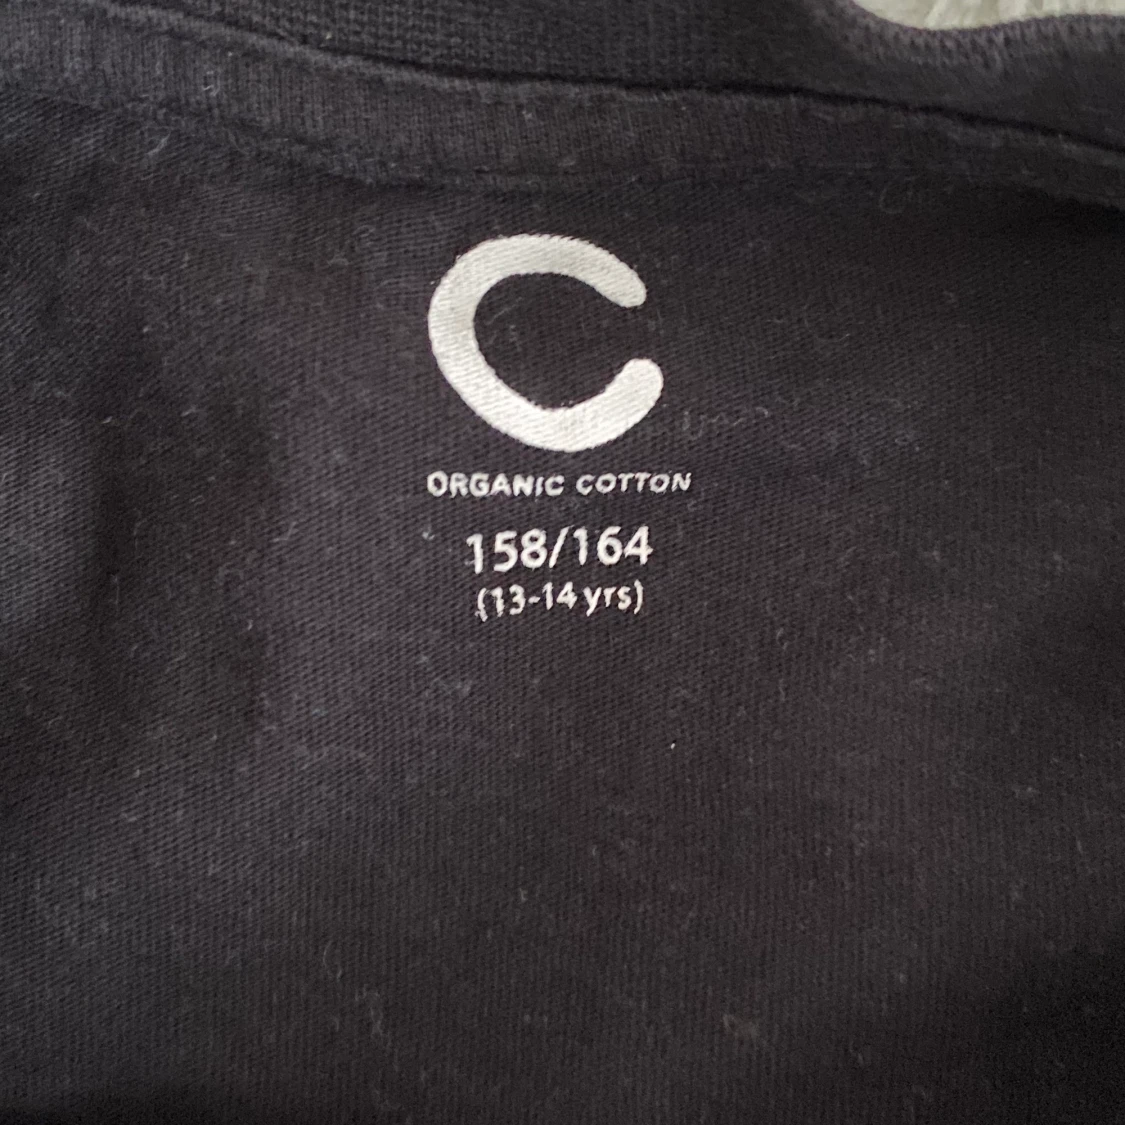 C
ORGANIC COTTON
158/164
(13-14 yrs)